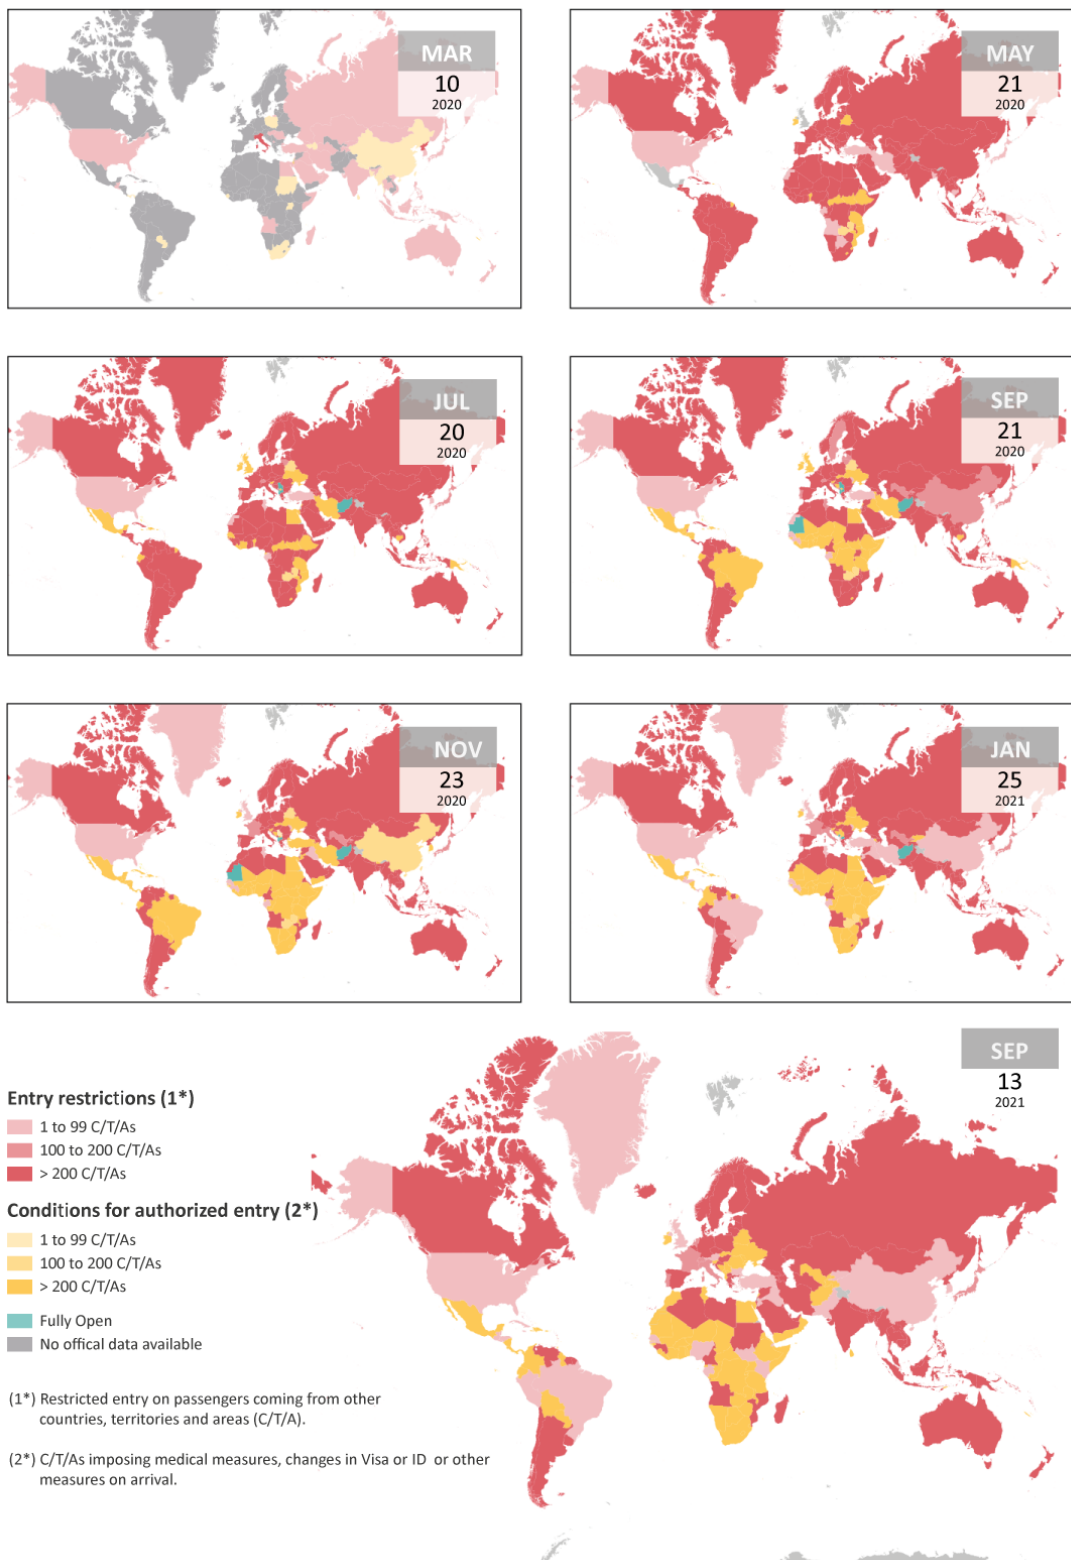 MAR
10
2020
MAY
21
2020
JUL
20
2020
SEP
21
2020
NOV
23
2020
JAN
25
2021
SEP
13
2021
Entry restrictions (1*)
1 to 99 C/T/As
100 to 200 C/T/As
> 200 C/T/As
Conditions for authorized entry (2*)
1 to 99 C/T/As
100 to 200 C/T/As
> 200 C/T/As
Fully Open
No offical data available
(1*) Restricted entry on passengers coming from other
countries, territories and areas (C/T/A).
(2*) C/T/As imposing medical measures, changes in Visa or ID or other
measures on arrival.